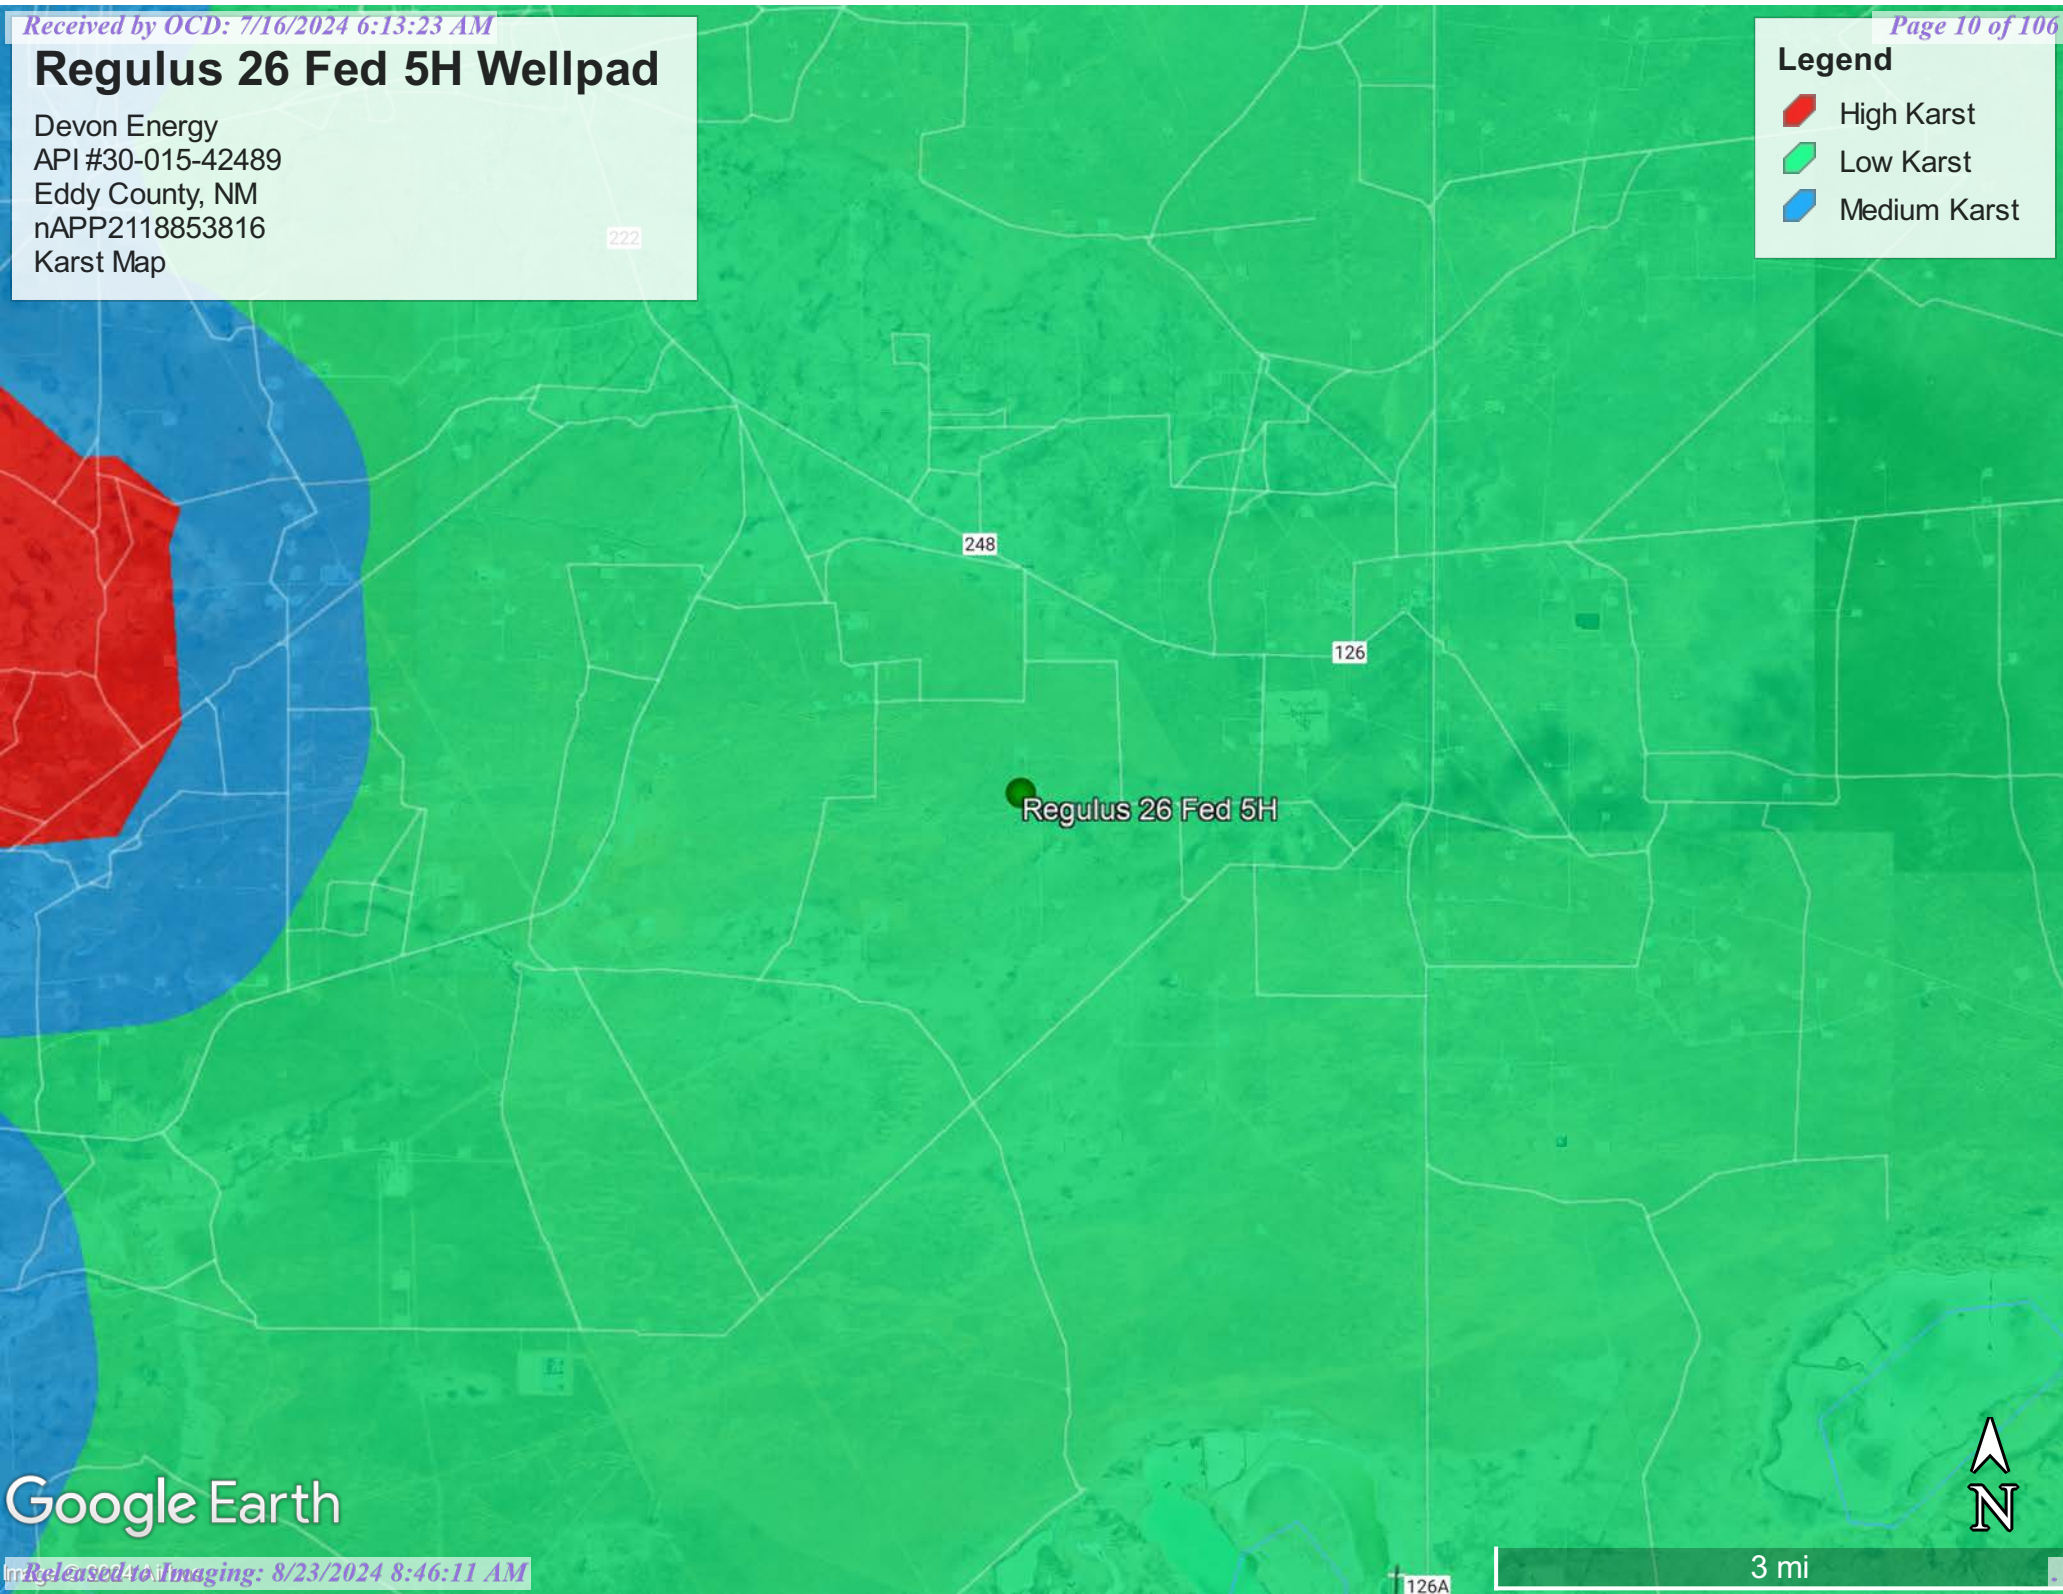 Received by OCD: 7/16/2024 6:13:23 AM
Page 10 of 106
Regulus 26 Fed 5H Wellpad
Devon Energy
API #30-015-42489
Eddy County, NM
nAPP2118853816
Karst Map
Legend
High Karst
Low Karst
Medium Karst
222
248
126
Regulus 26 Fed 5H
Google Earth
N
3 mi
Released to Imaging: 8/23/2024 8:46:11 AM
126A